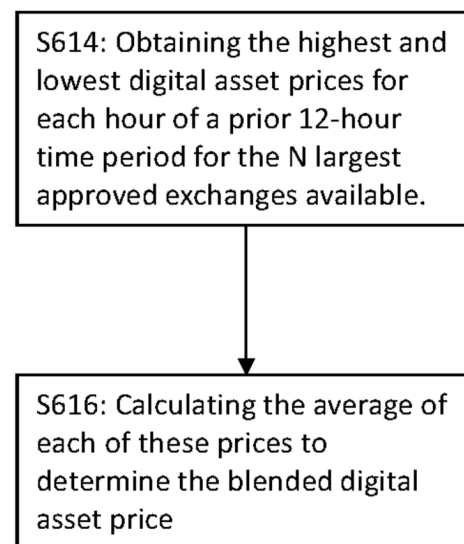 S614: Obtaining the highest and
lowest digital asset prices for
each hour of a prior 12-hour
time period for the N largest
approved exchanges available.
S616: Calculating the average of
each of these prices to
determine the blended digital
asset price